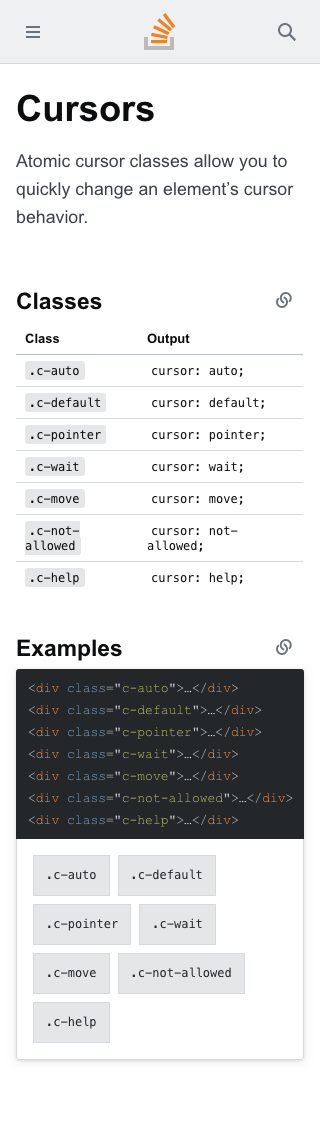 Cursors
Atomic cursor classes allow you to
quickly change an element’s cursor
behavior.
Classes
Class Output
.c-auto cursor: auto;
.c-default cursor: default;
.c-pointer cursor: pointer;
.c-wait cursor: wait;
.c-move cursor: move;
.c-not- cursor: not-
allowed allowed;
.c-help cursor: help;
Examples
<div class="c-auto">…</div>
<div class="c-default">…</div>
<div class="c-pointer">…</div>
<div class="c-wait">…</div>
<div class="c-move">…</div>
<div class="c-not-allowed">…</div>
<div class="c-help">…</div>
.c-auto .c-default
.c-pointer .c-wait
.c-move .c-not-allowed
.c-help